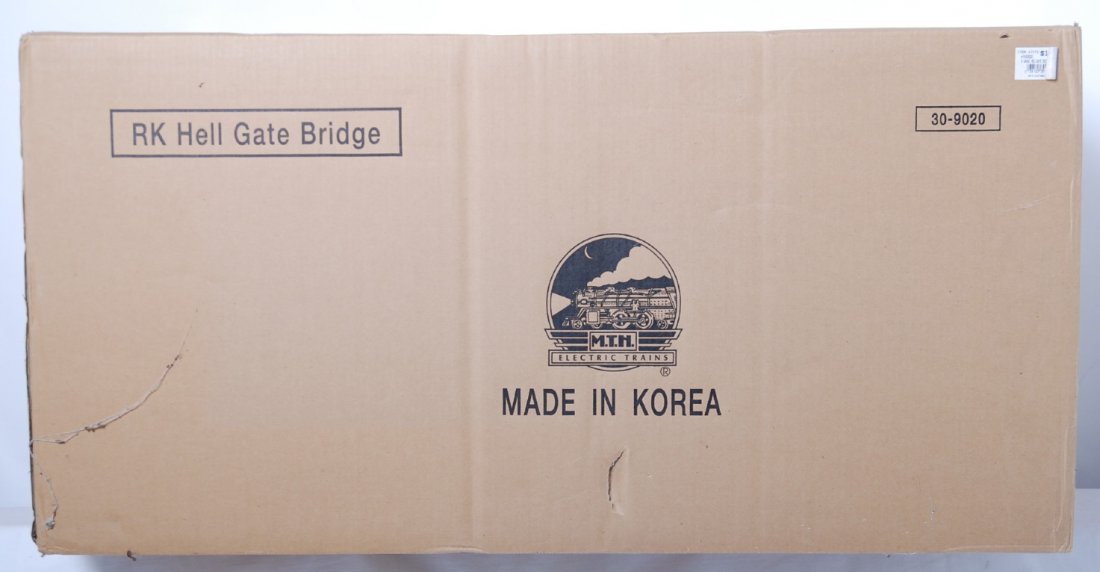 RK Hell Gate Bridge
30-9020
M.T.H.
ELECTRIC TRAINS
®
MADE IN KOREA